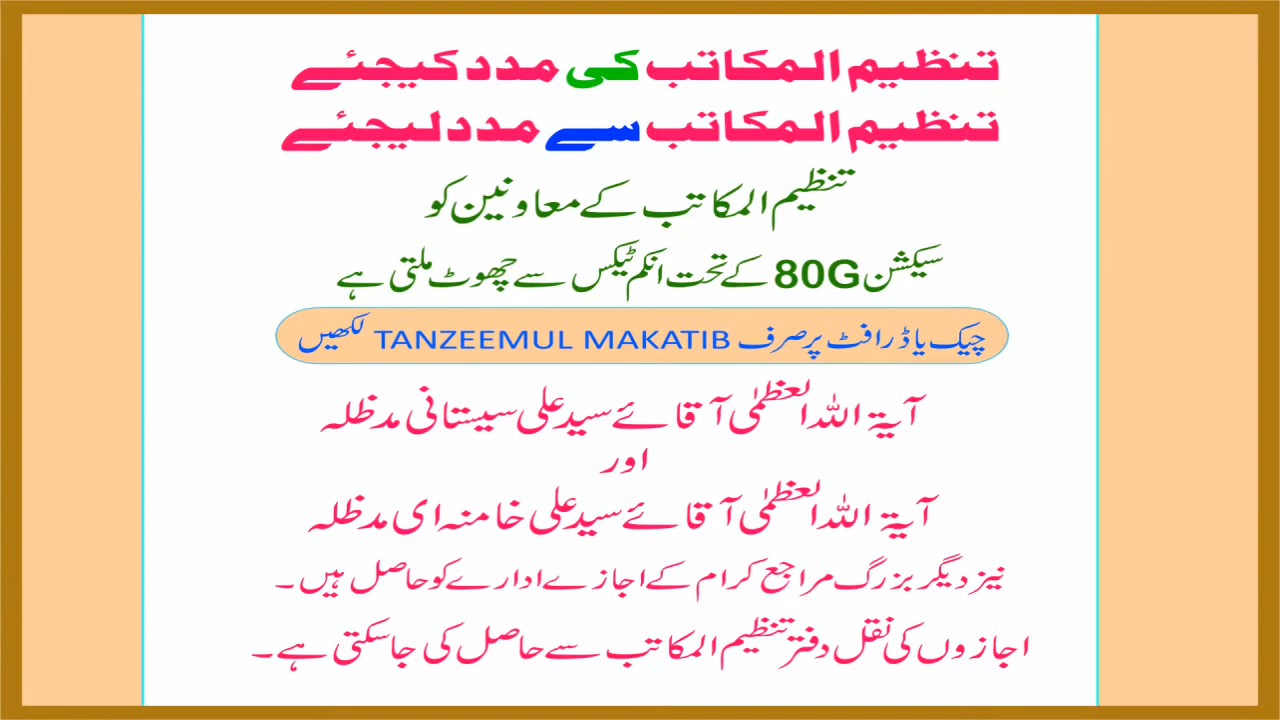 تنظیم المکاتب کی مدد کیجئے
تنظیم المکاتب سے مدد لیجئے
تنظیم المکاتب کے معاونین کو
سیکشن 80G کے تحت انکم ٹیکس سے چھوٹ ملتی ہے
چیک یا ڈرافٹ پر صرف TANZEEMUL MAKATIB لکھیں
آیۃ اللہ العظمٰی آقائے سید علی سیستانی مدظلہ
اور
آیۃ اللہ العظمٰی آقائے سید علی خامنہ ای مدظلہ
نیز دیگر بزرگ مراجع کرام کے اجازے ادارے کو حاصل ہیں۔
اجازوں کی نقل دفتر تنظیم المکاتب سے حاصل کی جاسکتی ہے۔